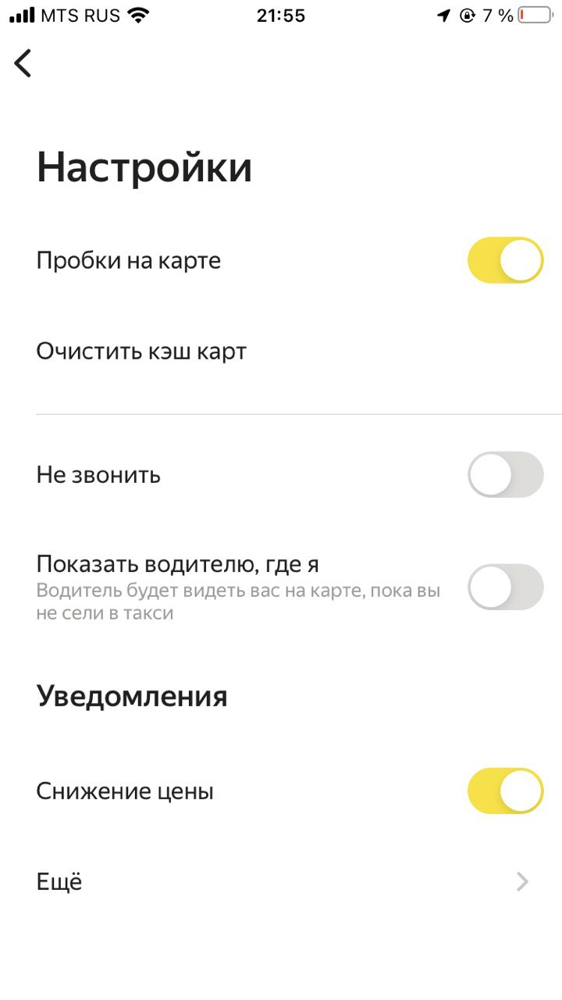 MTS RUS 21:55 7 %
Настройки
Пробки на карте
Очистить кэш карт
Не звонить
Показать водителю, где я
Водитель будет видеть вас на карте, пока вы
не сели в такси
Уведомления
Снижение цены
Ещё